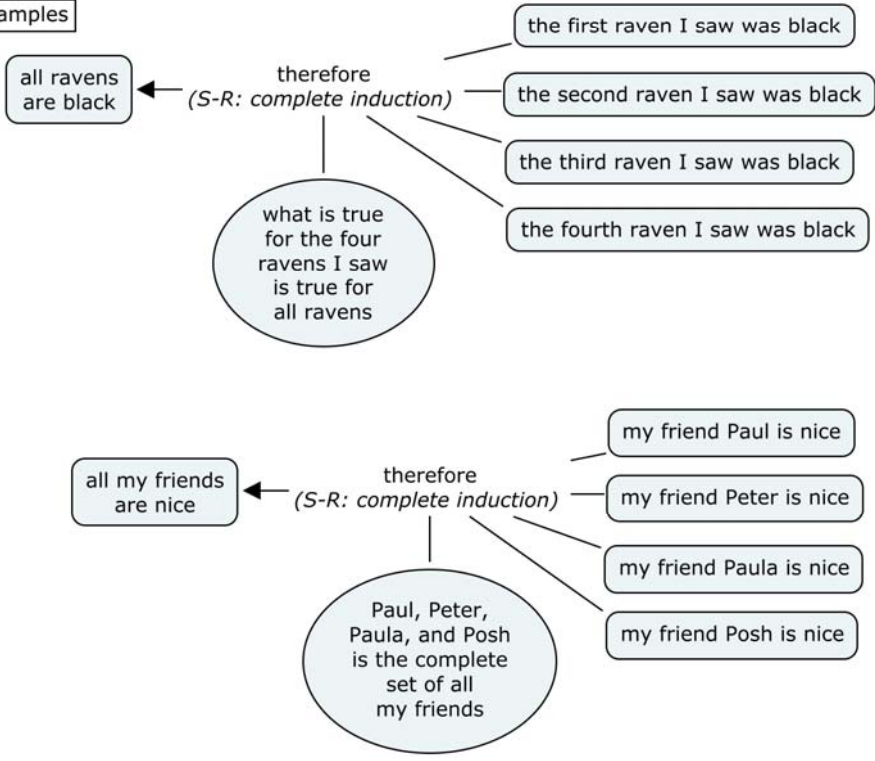 amples
the first raven I saw was black
all ravens
are black
therefore
(S-R: complete induction)
the second raven I saw was black
the third raven I saw was black
the fourth raven I saw was black
what is true
for the four
ravens I saw
is true for
all ravens
my friend Paul is nice
all my friends
are nice
therefore
(S-R: complete induction)
my friend Peter is nice
my friend Paula is nice
my friend Posh is nice
Paul, Peter,
Paula, and Posh
is the complete
set of all
my friends